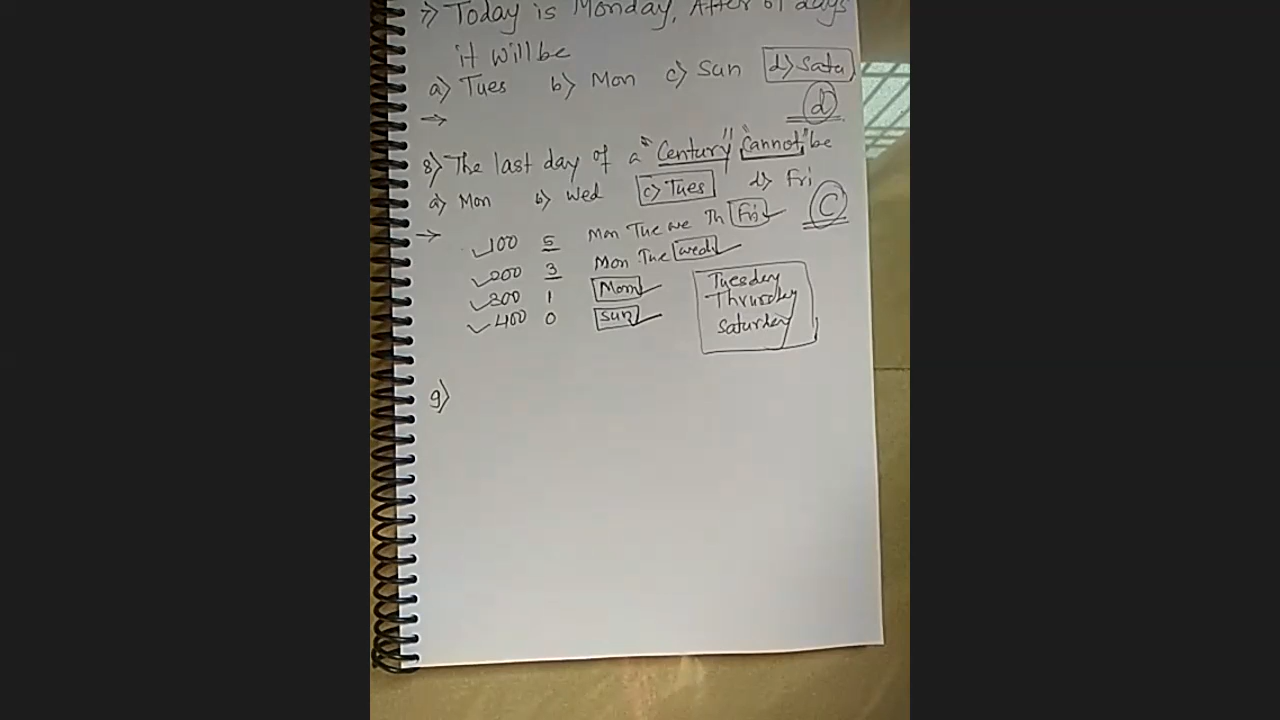 7) Today is Monday, After 61 days
it will be
a) Tues b) Mon c) Sun d) Satu
→ d
8) The last day of a "Century" "Cannot" be
a) Mon b) Wed c) Tues d) Fri
→ C
100 5 Mon Tue we Th Fri
200 3 Mon Tue wed
300 1 Mon
400 0 Sun
Tuesday
Thrusday
Saturday
9)